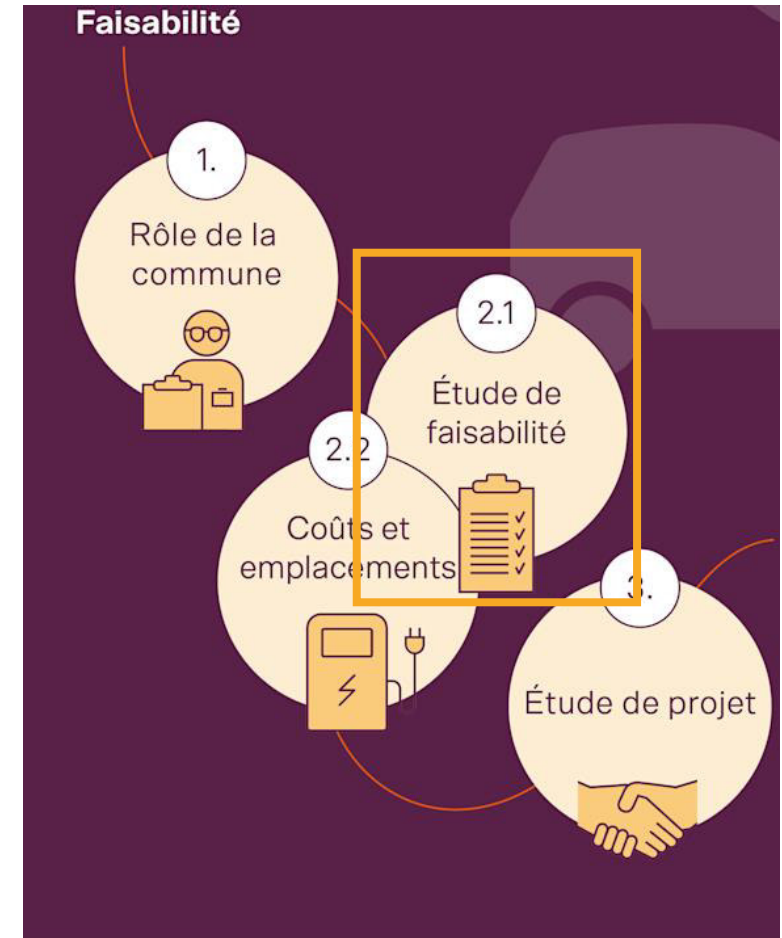 Faisabilité
1.
Rôle de la
commune
2.1
Étude de
faisabilité
2.2
Coûts et
emplacements
3.
Étude de projet